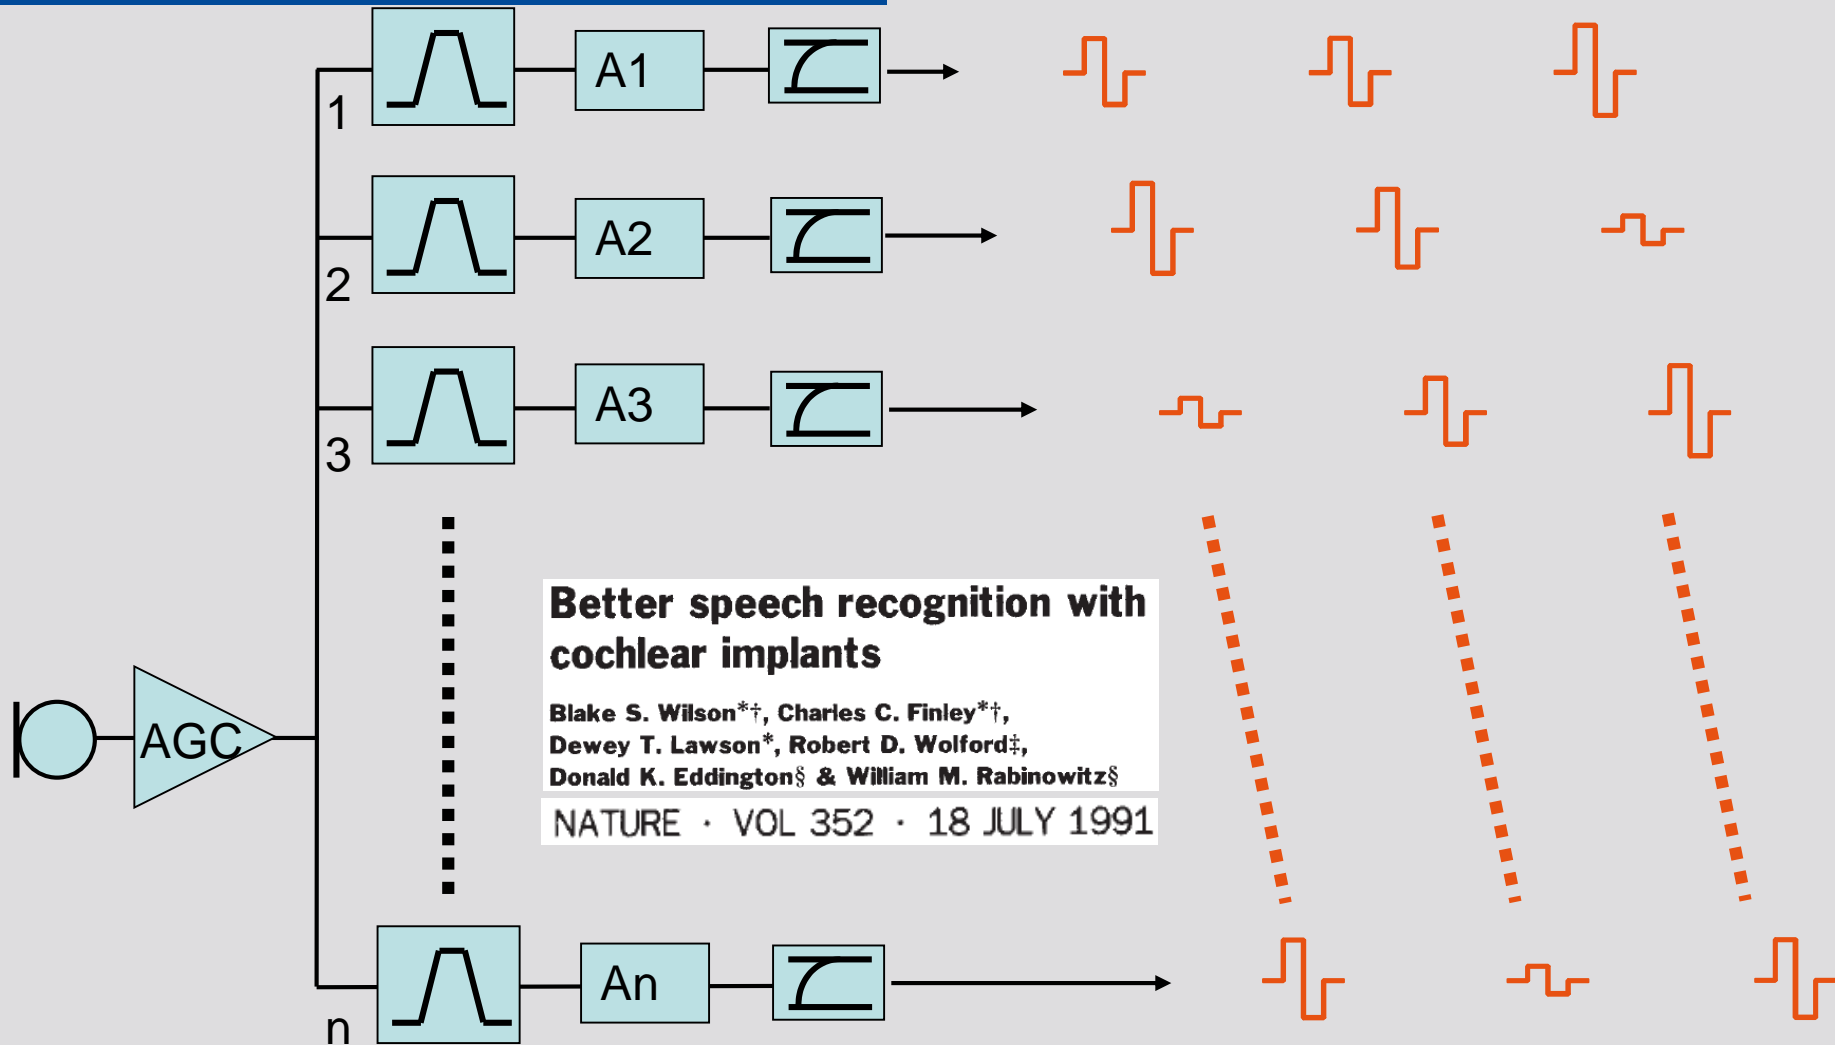 1
A1
2
A2
3
A3
Better speech recognition with
cochlear implants
Blake S. Wilson*†, Charles C. Finley*†,
Dewey T. Lawson*, Robert D. Wolford‡,
Donald K. Eddington§ & William M. Rabinowitz§
NATURE · VOL 352 · 18 JULY 1991
AGC
An
n